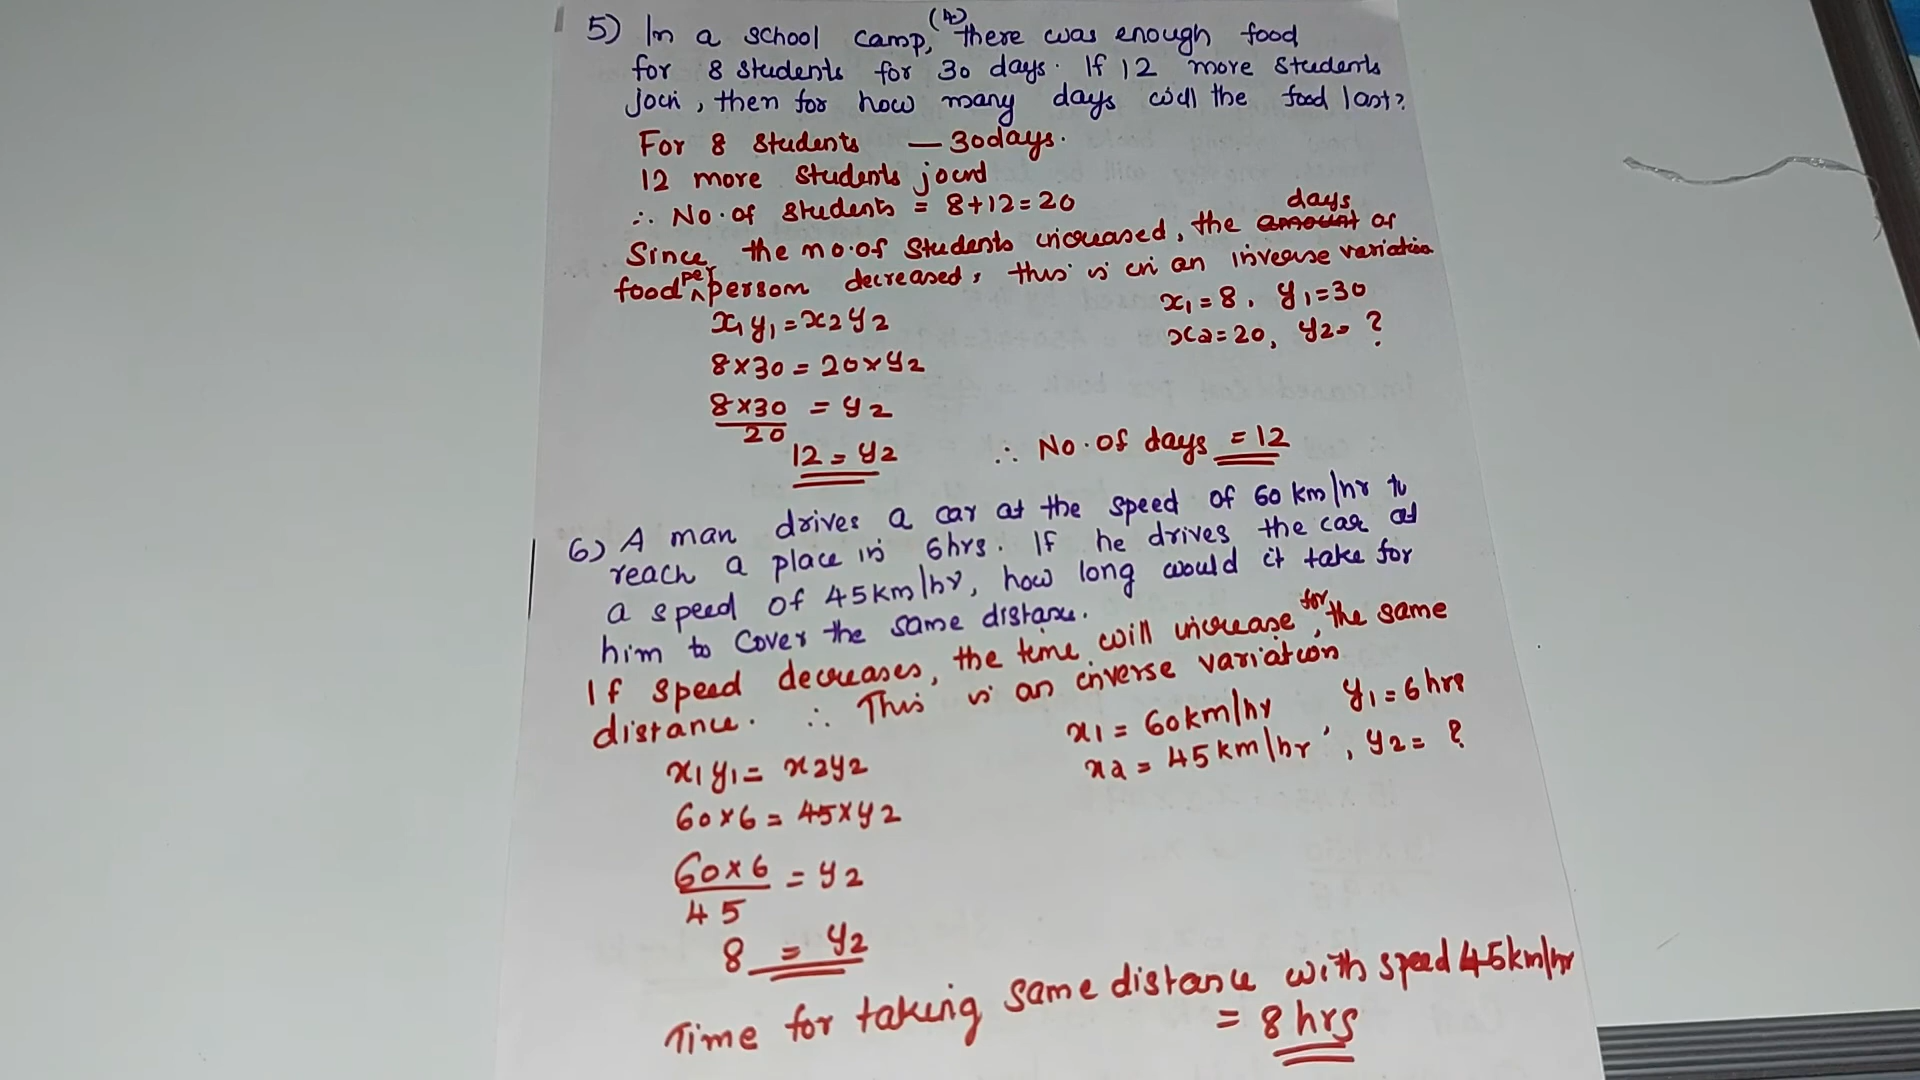 5) In a school camp, (4) there was enough food
for 8 students for 30 days. If 12 more students
join, then for how many days will the food last?
For 8 students — 30days.
12 more students joind
∴ No. of students = 8+12=20
Since the no.of students increased, the amount days of
food per person decreased, this is in an inverse variation
x1=8, y1=30
x1y1=x2y2
x2=20, y2=?
8×30=20×y2
8×30/20 = y2
12=y2 ∴ No.of days =12
6) A man drives a car at the speed of 60 km/hr to
reach a place in 6hrs. If he drives the car at
a speed of 45km/hr, how long would it take for
him to cover the same distance.
If speed decreases, the time will increase for the same
distance. ∴ This is an inverse variation
x1 = 60km/hr y1=6 hrs
x1y1= x2y2
x2 = 45km/hr, y2= ?
60×6=45×y2
60×6/45 = y2
8 = y2
Time for taking same distance with speed 45km/hr
= 8 hrs